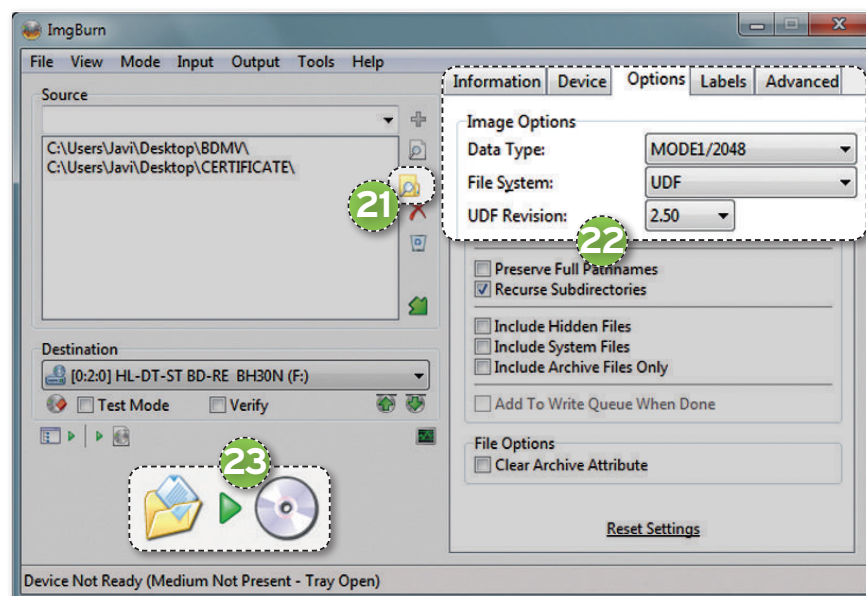 ImgBurn
File View Mode Input Output Tools Help
Source
C:\Users\Javi\Desktop\BDMV\
C:\Users\Javi\Desktop\CERTIFICATE\
21
Destination
[0:2:0] HL-DT-ST BD-RE BH30N (F:)
Test Mode Verify
23
Information Device Options Labels Advanced
Image Options
Data Type: MODE1/2048
File System: UDF
UDF Revision: 2.50
22
Preserve Full Pathnames
Recurse Subdirectories
Include Hidden Files
Include System Files
Include Archive Files Only
Add To Write Queue When Done
File Options
Clear Archive Attribute
Reset Settings
Device Not Ready (Medium Not Present - Tray Open)